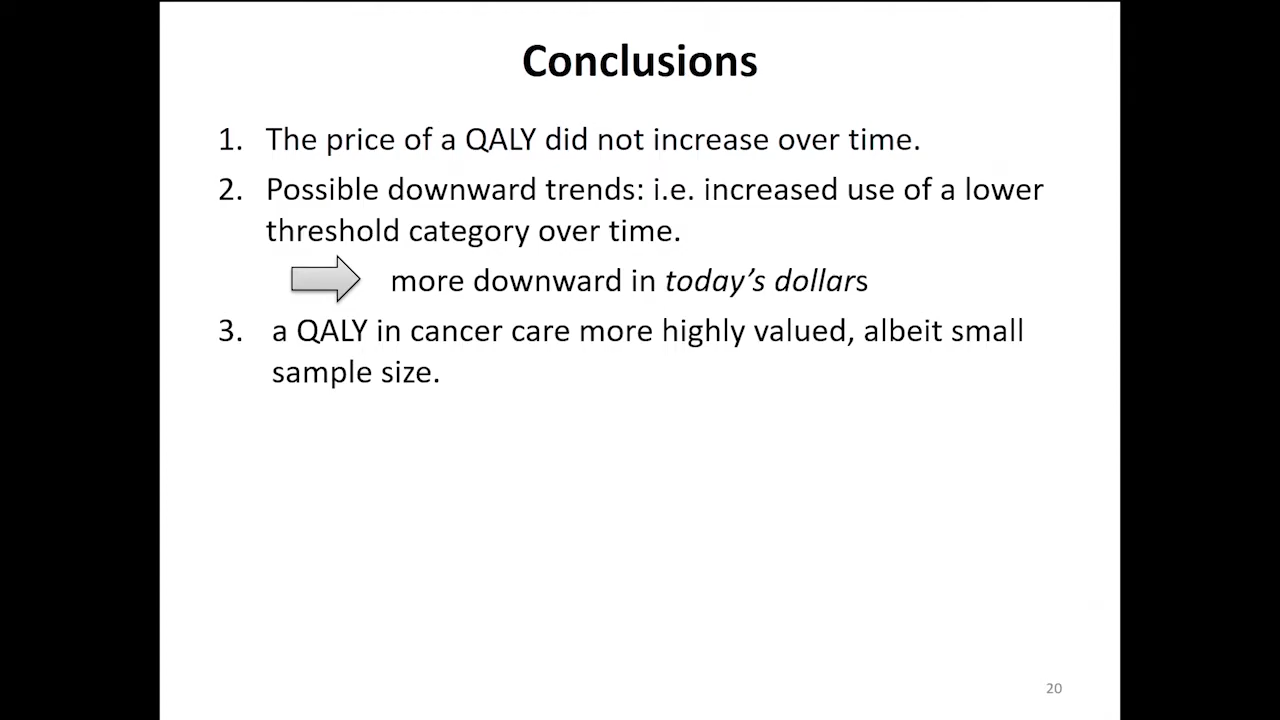 Conclusions
1. The price of a QALY did not increase over time.
2. Possible downward trends: i.e. increased use of a lower
threshold category over time.
more downward in today’s dollars
3. a QALY in cancer care more highly valued, albeit small
sample size.
20